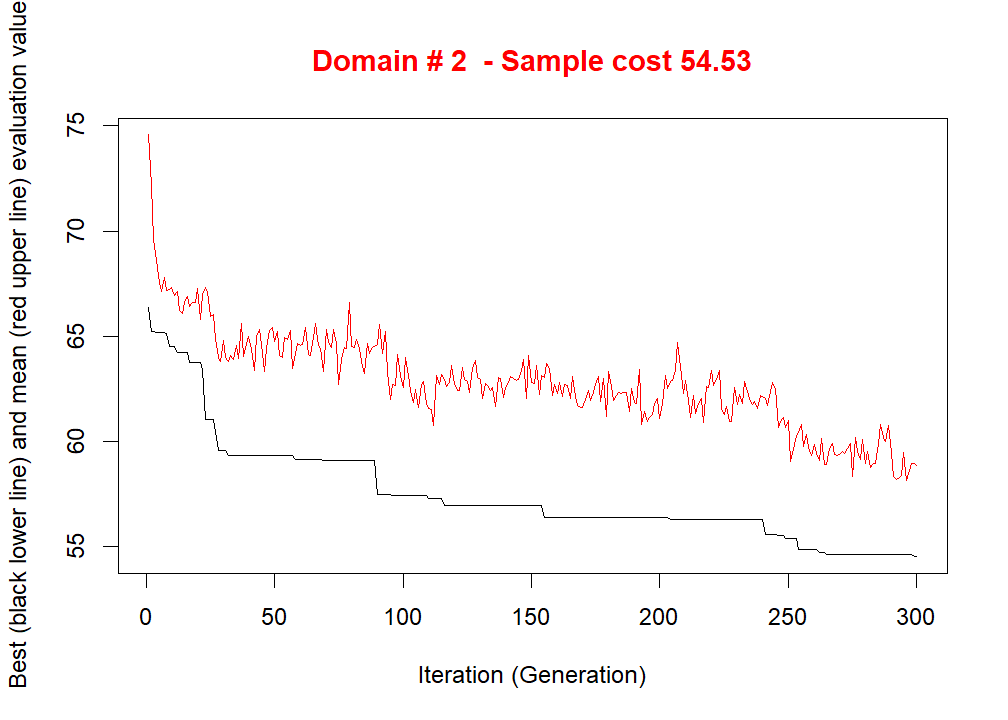 Domain # 2  - Sample cost 54.53
Best (black lower line) and mean (red upper line) evaluation value
75
70
65
60
55
0 50 100 150 200 250 300
Iteration (Generation)